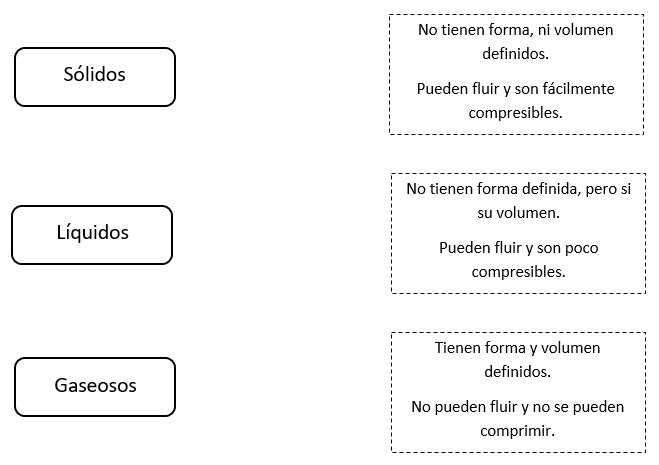 Sólidos
No tienen forma, ni volumen
definidos.
Pueden fluir y son fácilmente
compresibles.
Líquidos
No tienen forma definida, pero si
su volumen.
Pueden fluir y son poco
compresibles.
Gaseosos
Tienen forma y volumen
definidos.
No pueden fluir y no se pueden
comprimir.